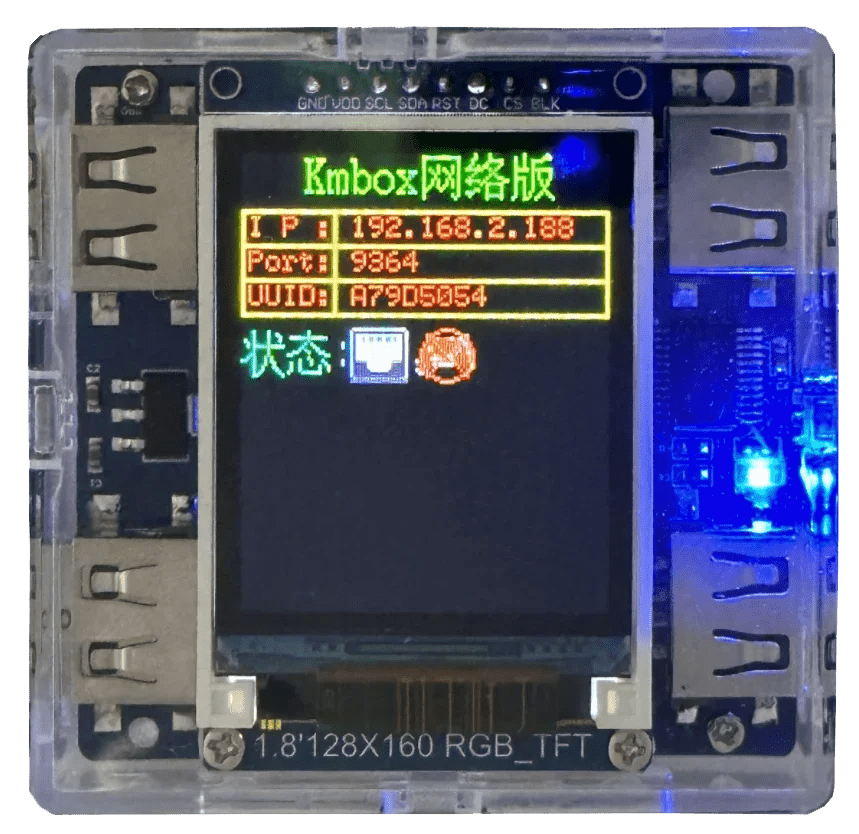 GND VDD SCL SDA RST DC CS BLK
Kmbox网络版
I P : 192.168.2.188
Port: 9364
UUID: A79D5054
状态:
1.8'128X160 RGB_TFT